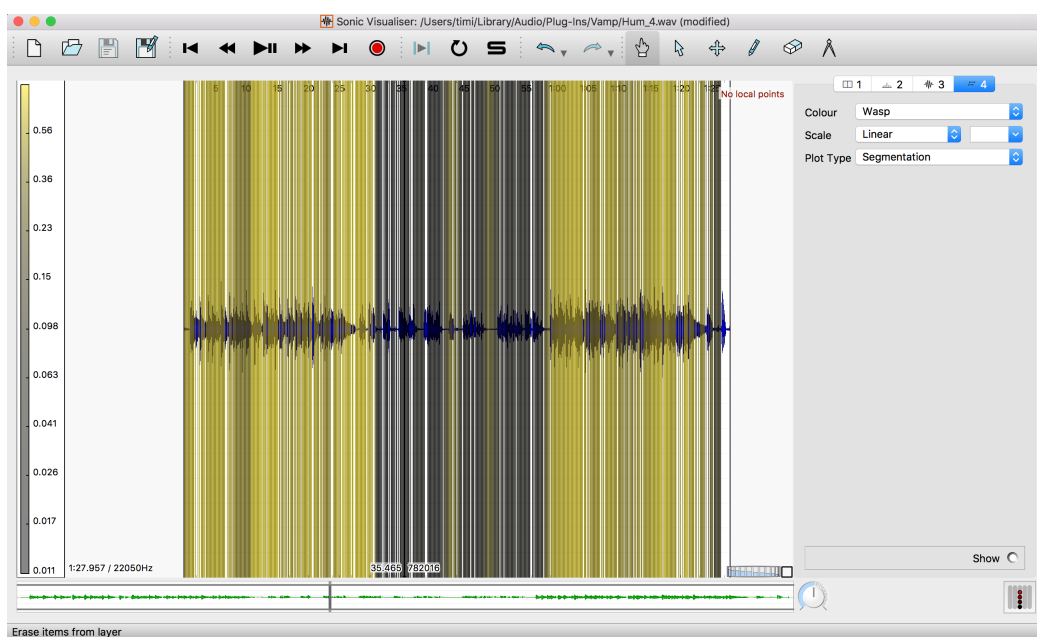 Sonic Visualiser: /Users/timi/Library/Audio/Plug-Ins/Vamp/Hum_4.wav (modified)
5 10 15 20 25 30 35 40 45 50 55 1:00 1:05 1:10 1:15 1:20
No local points
0.56
0.36
0.23
0.15
0.098
0.063
0.041
0.026
0.017
0.011
1:27.957 / 22050Hz
35.465 782016
1 2 3 4
Colour Wasp
Scale Linear
Plot Type Segmentation
Show
Erase items from layer